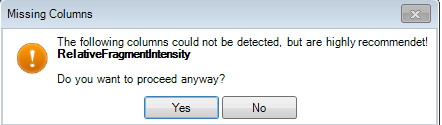 Missing Columns
The following columns could not be detected, but are highly recommendet!
RelativeFragmentIntensity
Do you want to proceed anyway?
Yes No